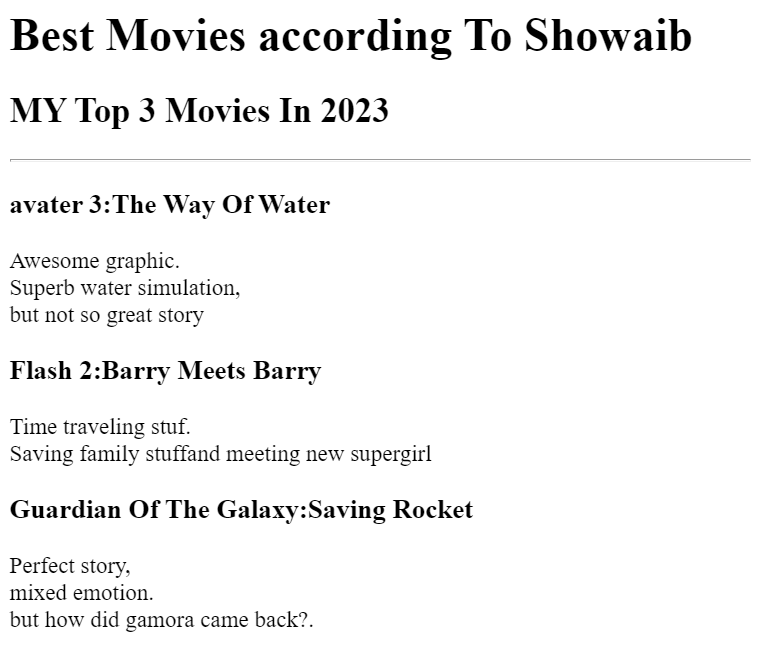 Best Movies according To Showaib
MY Top 3 Movies In 2023
avater 3:The Way Of Water
Awesome graphic.
Superb water simulation,
but not so great story
Flash 2:Barry Meets Barry
Time traveling stuf.
Saving family stuffand meeting new supergirl
Guardian Of The Galaxy:Saving Rocket
Perfect story,
mixed emotion.
but how did gamora came back?.